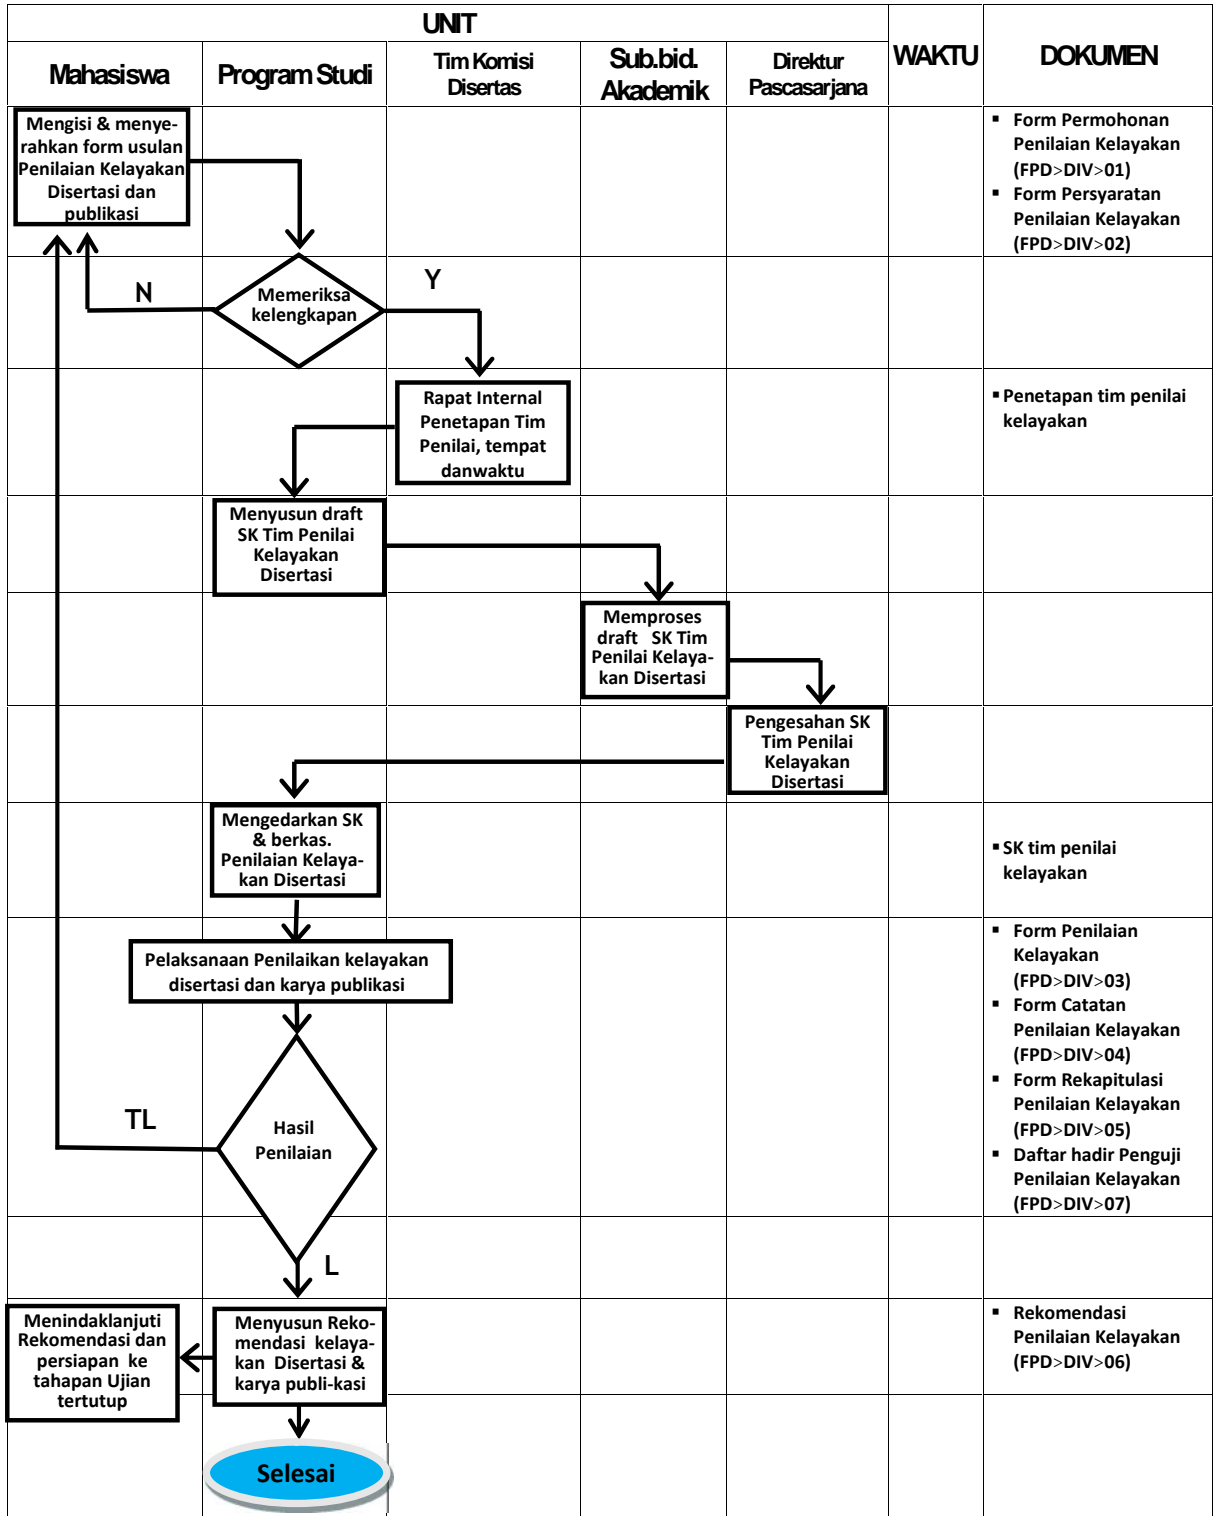 UNIT
WAKTU
DOKUMEN
Mahasiswa
Program Studi
Tim Komisi
Disertas
Sub.bid.
Akademik
Direktur
Pascasarjana
Mengisi & menye-
rahkan form usulan
Penilaian Kelayakan
Disertasi dan
publikasi
▪ Form Permohonan
Penilaian Kelayakan
(FPD>DIV>01)
▪ Form Persyaratan
Penilaian Kelayakan
(FPD>DIV>02)
N
Memeriksa
kelengkapan
Y
Rapat Internal
Penetapan Tim
Penilai, tempat
danwaktu
▪ Penetapan tim penilai
kelayakan
Menyusun draft
SK Tim Penilai
Kelayakan
Disertasi
Memproses
draft SK Tim
Penilai Kelaya-
kan Disertasi
Pengesahan SK
Tim Penilai
Kelayakan
Disertasi
Mengedarkan SK
& berkas.
Penilaian Kelaya-
kan Disertasi
▪ SK tim penilai
kelayakan
Pelaksanaan Penilaikan kelayakan
disertasi dan karya publikasi
▪ Form Penilaian
Kelayakan
(FPD>DIV>03)
▪ Form Catatan
Penilaian Kelayakan
(FPD>DIV>04)
▪ Form Rekapitulasi
Penilaian Kelayakan
(FPD>DIV>05)
▪ Daftar hadir Penguji
Penilaian Kelayakan
(FPD>DIV>07)
TL
Hasil
Penilaian
L
Menindaklanjuti
Rekomendasi dan
persiapan ke
tahapan Ujian
tertutup
Menyusun Reko-
mendasi kelaya-
kan Disertasi &
karya publi-kasi
▪ Rekomendasi
Penilaian Kelayakan
(FPD>DIV>06)
Selesai